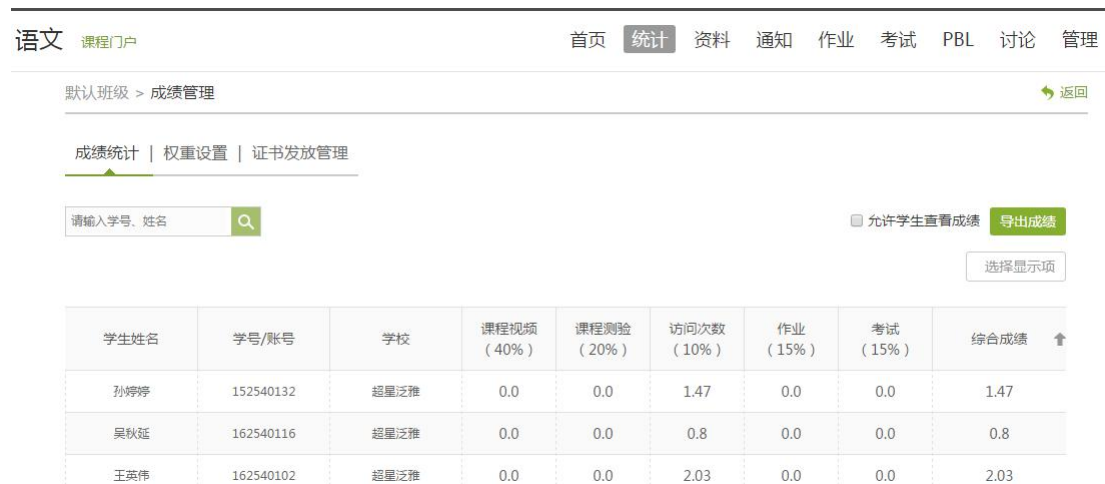 语文 课程门户 首页 统计 资料 通知 作业 考试 PBL 讨论 管理
默认班级 > 成绩管理 返回
成绩统计 | 权重设置 | 证书发放管理
请输入学号、姓名 允许学生查看成绩 导出成绩
选择显示项
学生姓名 学号/账号 学校 课程视频（40%） 课程测验（20%） 访问次数（10%） 作业（15%） 考试（15%） 综合成绩
孙婷婷 152540132 超星泛雅 0.0 0.0 1.47 0.0 0.0 1.47
吴秋延 162540116 超星泛雅 0.0 0.0 0.8 0.0 0.0 0.8
王英伟 162540102 超星泛雅 0.0 0.0 2.03 0.0 0.0 2.03